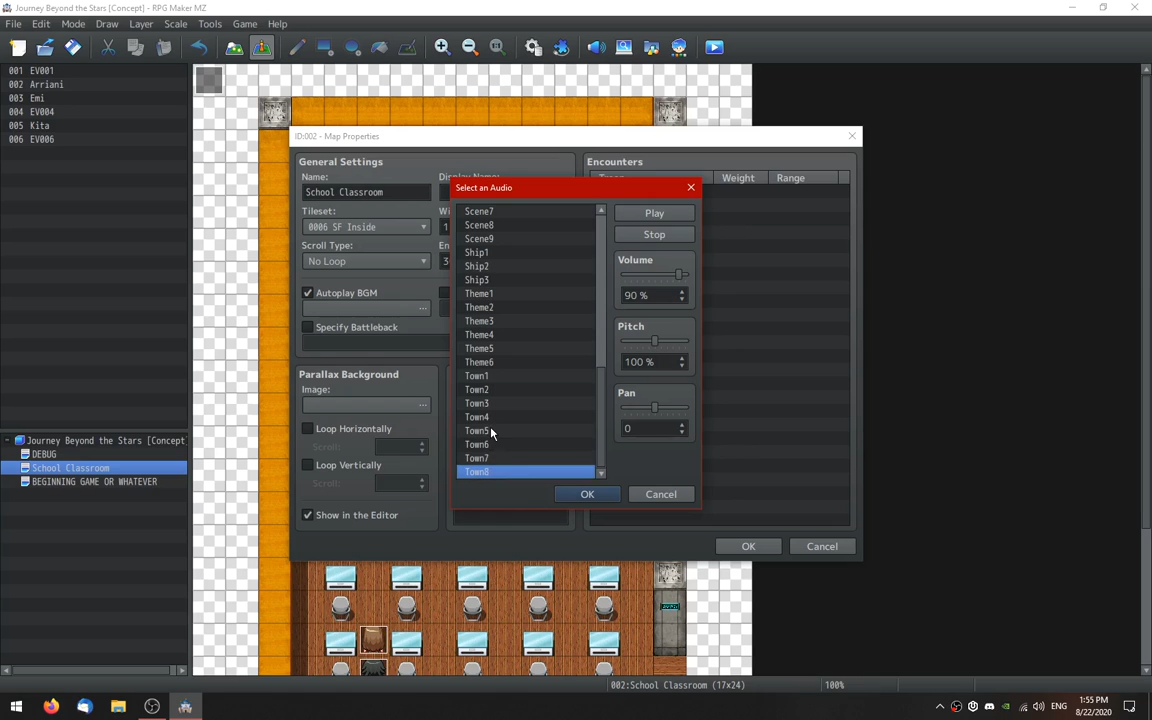 Journey Beyond the Stars [Concept] - RPG Maker MZ
File Edit Mode Draw Layer Scale Tools Game Help
001 EV001
002 Arriani
003 Emi
004 EV004
005 Kita
006 EV006
ID:002 - Map Properties
General Settings
Name:
School Classroom
Tileset:
0006 SF Inside
Scroll Type:
No Loop
Autoplay BGM
...
Specify Battleback
Parallax Background
Image:
...
Loop Horizontally
Scroll:
Loop Vertically
Scroll:
Show in the Editor
Encounters
Weight Range
Select an Audio
Scene7
Scene8
Scene9
Ship1
Ship2
Ship3
Theme1
Theme2
Theme3
Theme4
Theme5
Theme6
Town1
Town2
Town3
Town4
Town5
Town6
Town7
Town8
Play
Stop
Volume
90 %
Pitch
100 %
Pan
0
OK Cancel
OK Cancel
Journey Beyond the Stars [Concept
DEBUG
School Classroom
BEGINNING GAME OR WHATEVER
002:School Classroom (17x24) 100%
ENG
1:55 PM
8/22/2020